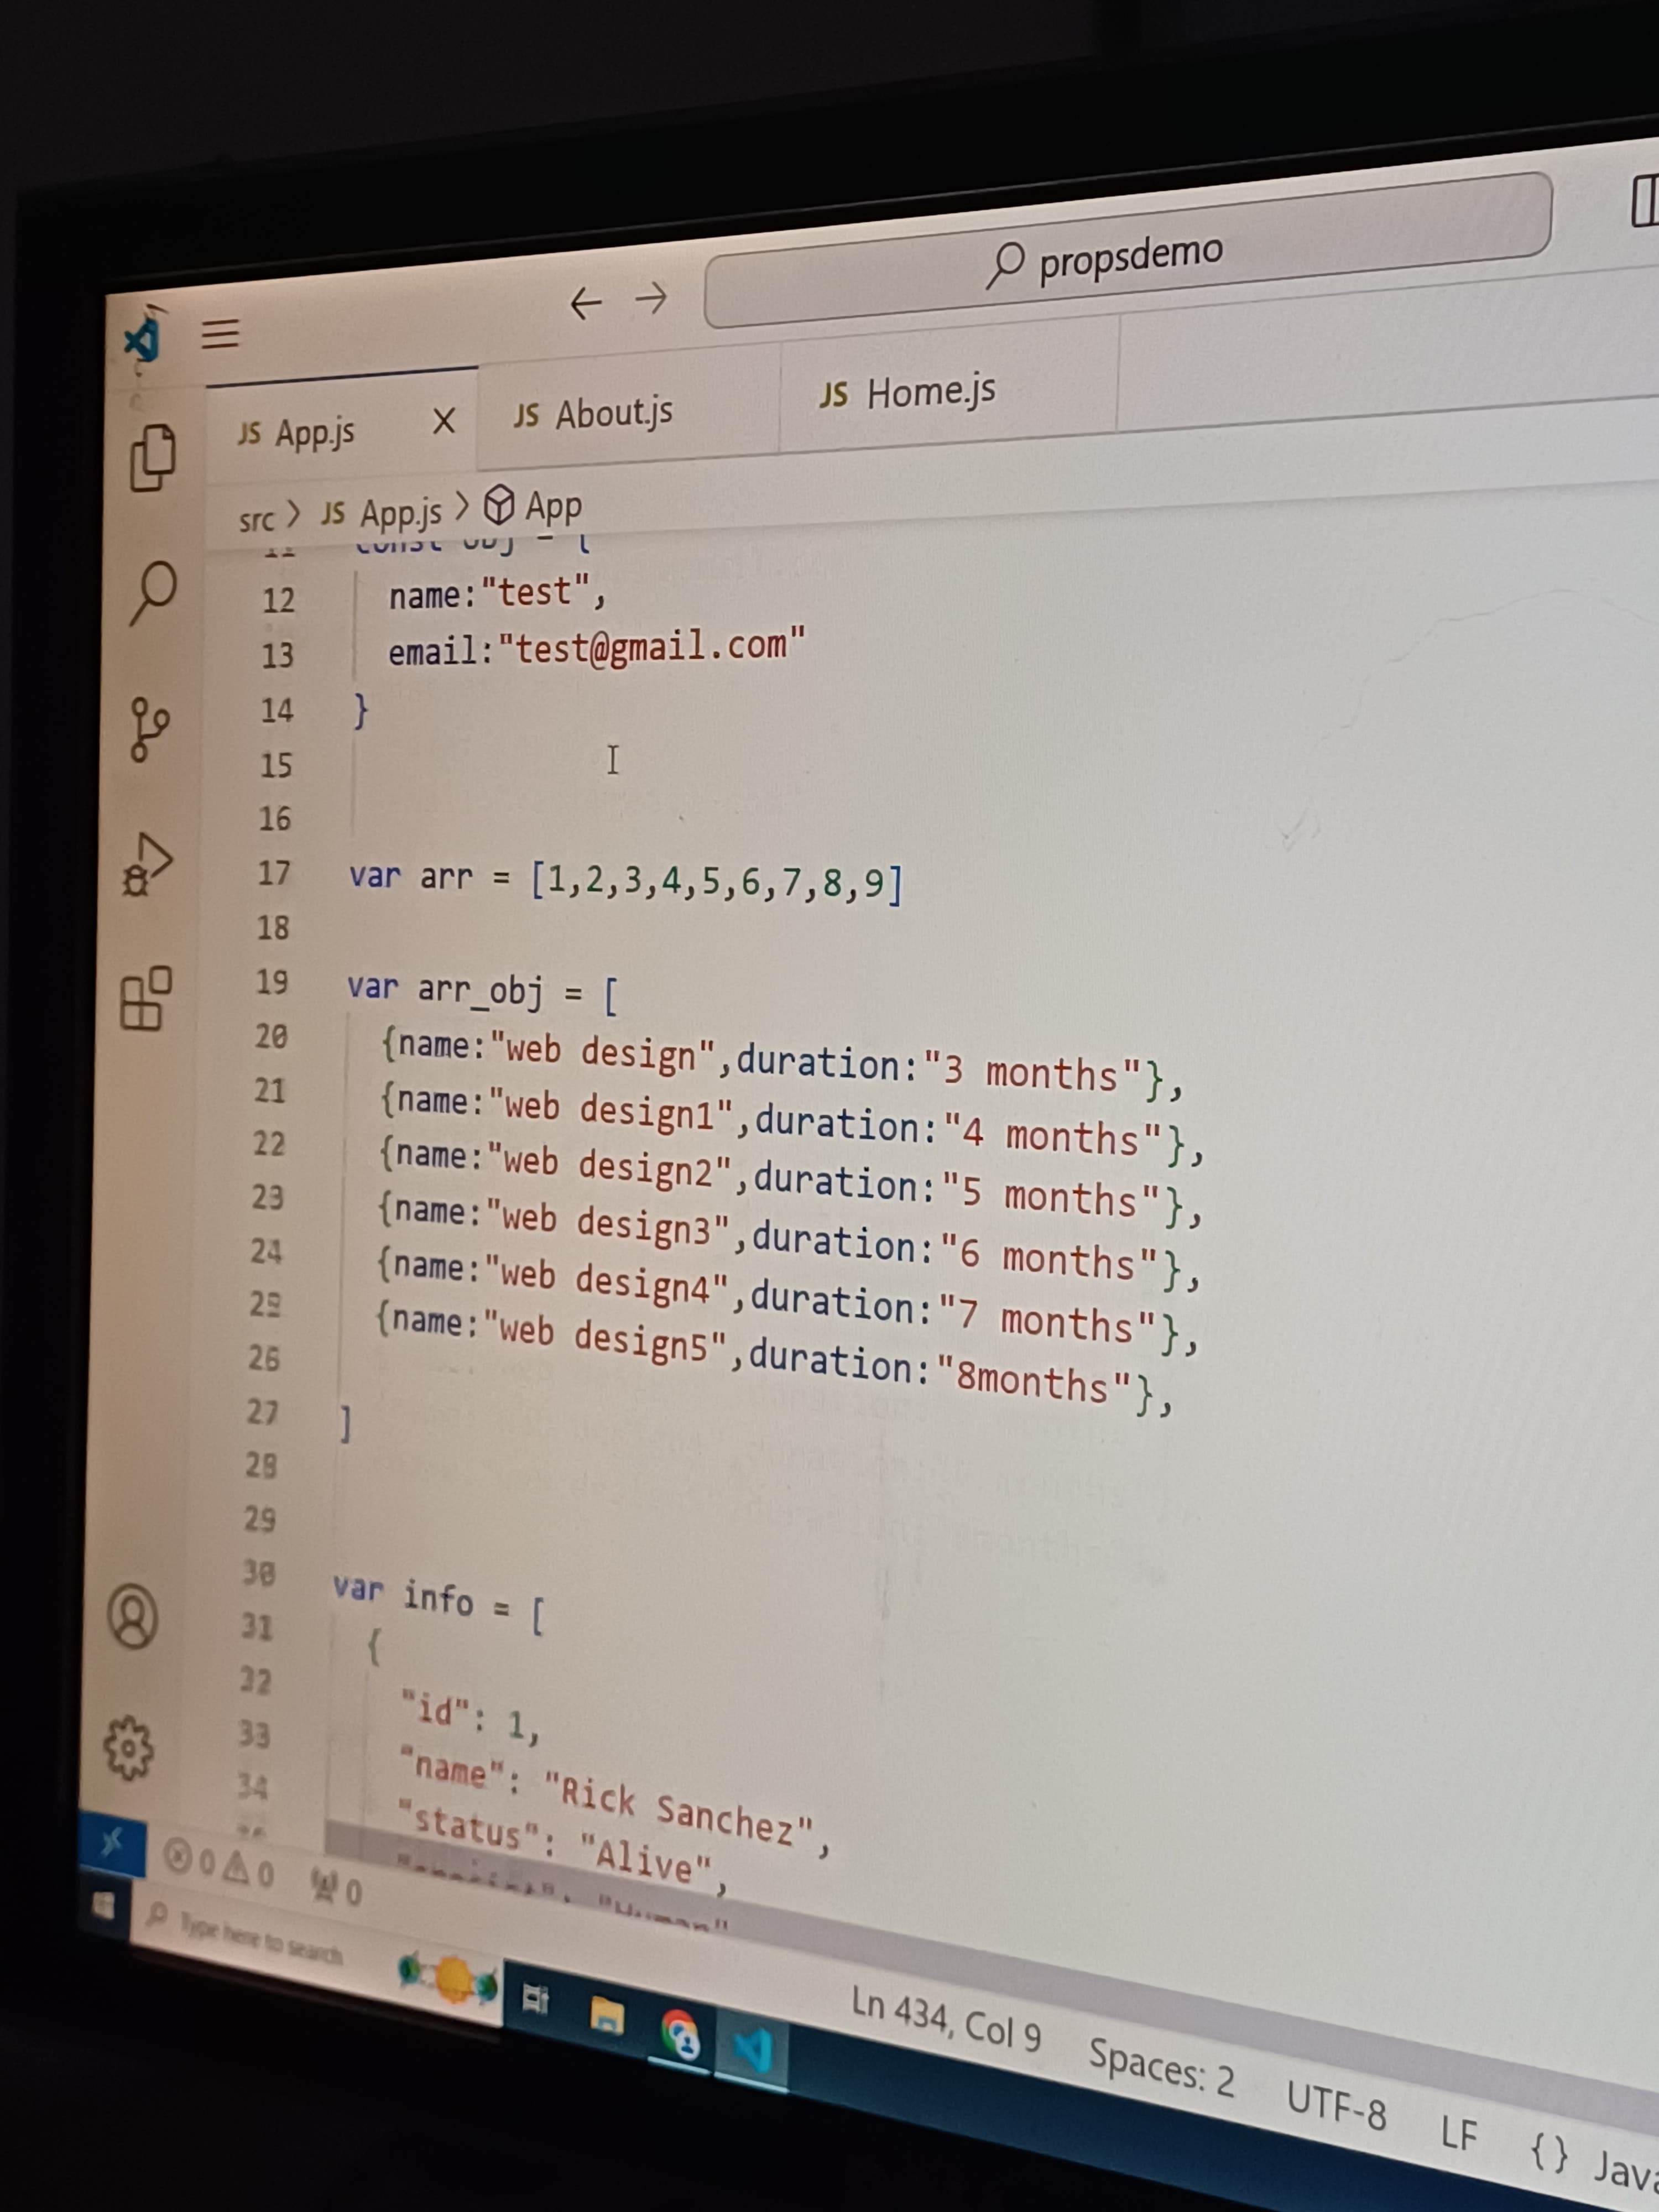 propsdemo
JS App.js X JS About.js JS Home.js
src > JS App.js > App
11 const obj = {
12 name:"test",
13 email:"test@gmail.com"
14 }
15
16
17 var arr = [1,2,3,4,5,6,7,8,9]
18
19 var arr_obj = [
20 {name:"web design",duration:"3 months"},
21 {name:"web design1",duration:"4 months"},
22 {name:"web design2",duration:"5 months"},
23 {name:"web design3",duration:"6 months"},
24 {name:"web design4",duration:"7 months"},
25 {name:"web design5",duration:"8months"},
26
27 ]
28
29
30 var info = [
31 {
32 "id": 1,
33 "name": "Rick Sanchez",
34 "status": "Alive",
"Human"
0 0 0
Ln 434, Col 9 Spaces: 2 UTF-8 LF {} Java
Type here to search